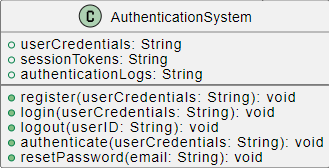 C AuthenticationSystem
userCredentials: String
sessionTokens: String
authenticationLogs: String
register(userCredentials: String): void
login(userCredentials: String): void
logout(userID: String): void
authenticate(userCredentials: String): void
resetPassword(email: String): void